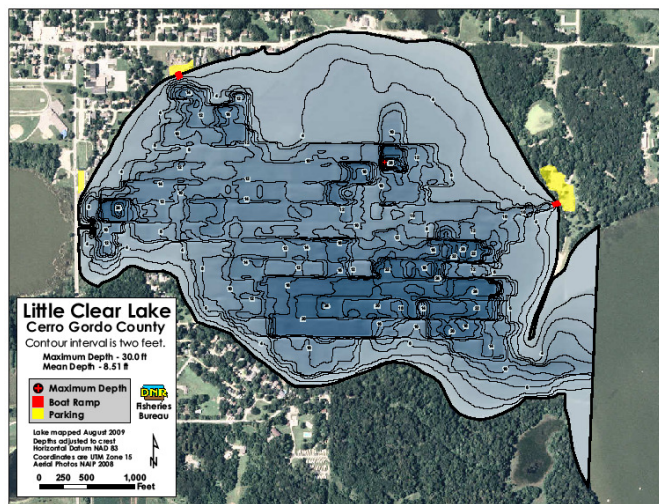 Little Clear Lake
Cerro Gordo County
Contour interval is two feet.
Maximum Depth - 30.0 ft
Mean Depth - 8.51 ft
Maximum Depth
Boat Ramp
Parking
DNR
Fisheries
Bureau
Lake mapped August 2009
Depths adjusted to crest
Horizontal Datum NAD 83
Coordinates are UTM Zone 15
Aerial Photos NAIP 2008
N
0 250 500 1,000
Feet